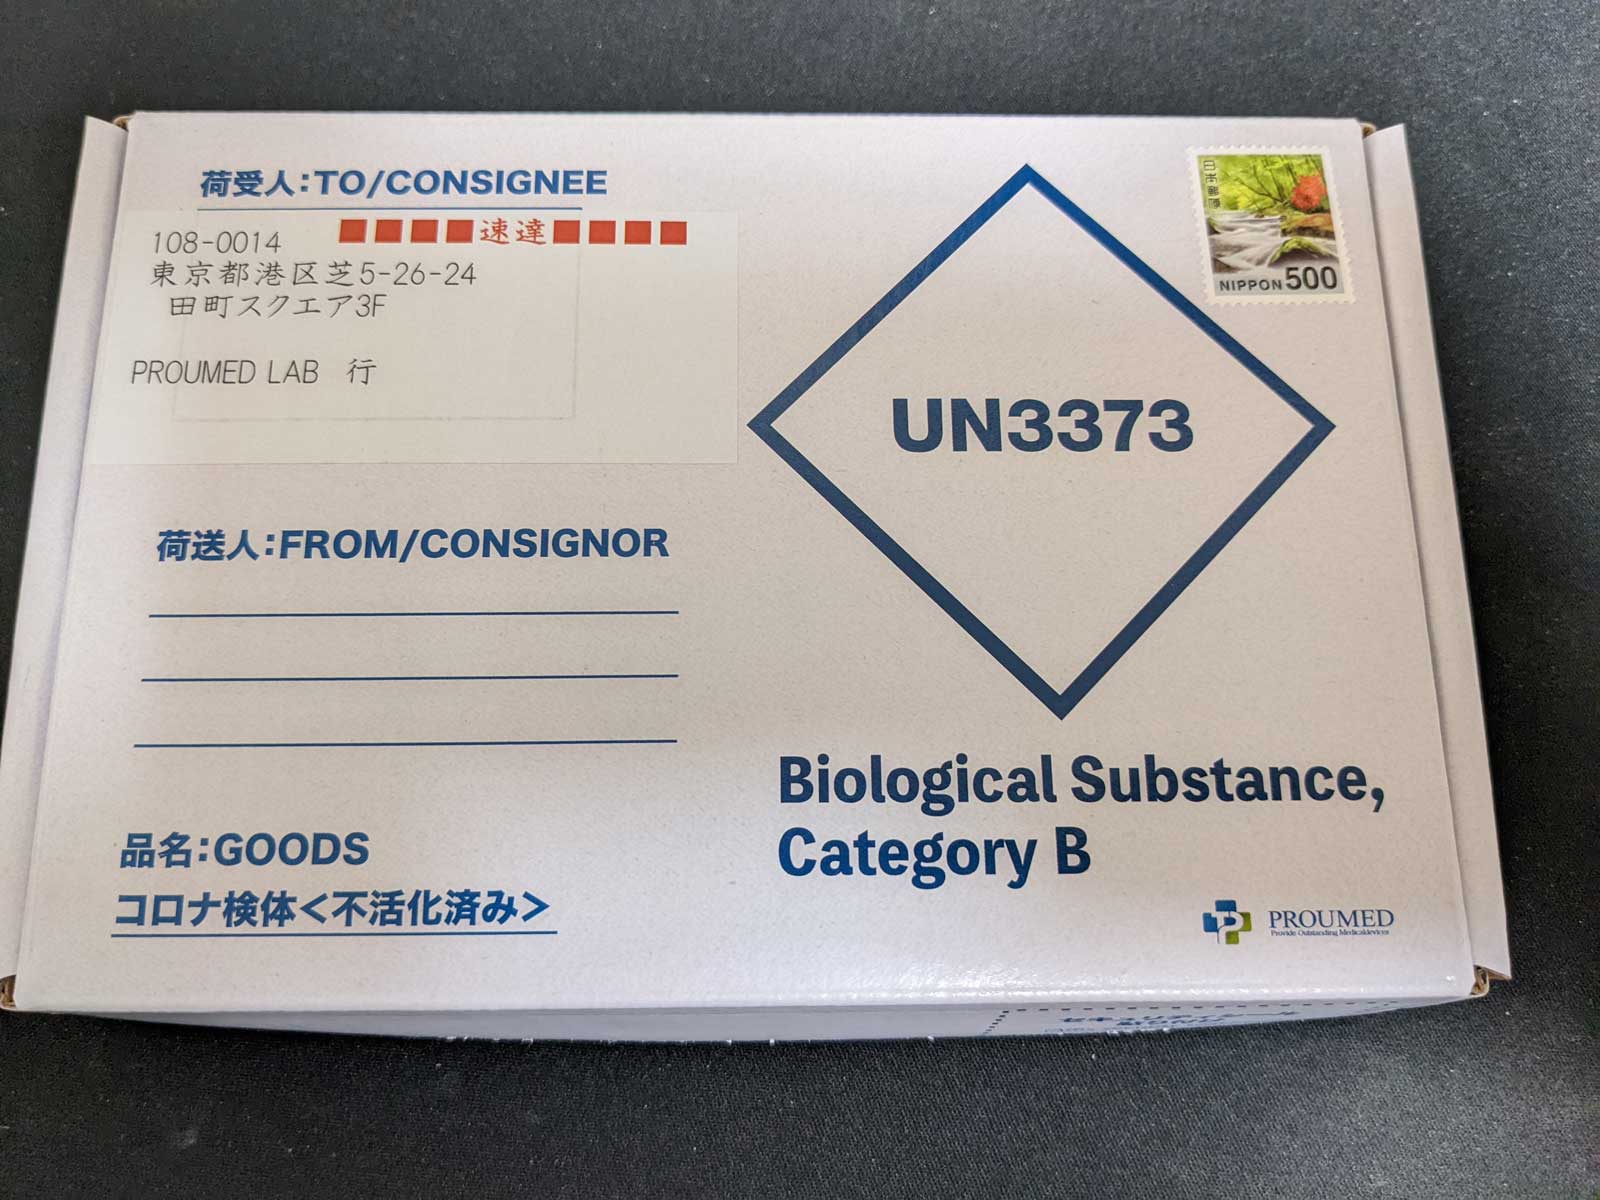 荷受人:TO/CONSIGNEE
■■■■速達■■■■
108-0014
東京都港区芝5-26-24
田町スクエア3F
PROUMED LAB 行
日本郵便
NIPPON 500
UN3373
荷送人:FROM/CONSIGNOR
Biological Substance,
Category B
品名:GOODS
コロナ検体<不活化済み>
PROUMED
Provide Outstanding Medicaldevices